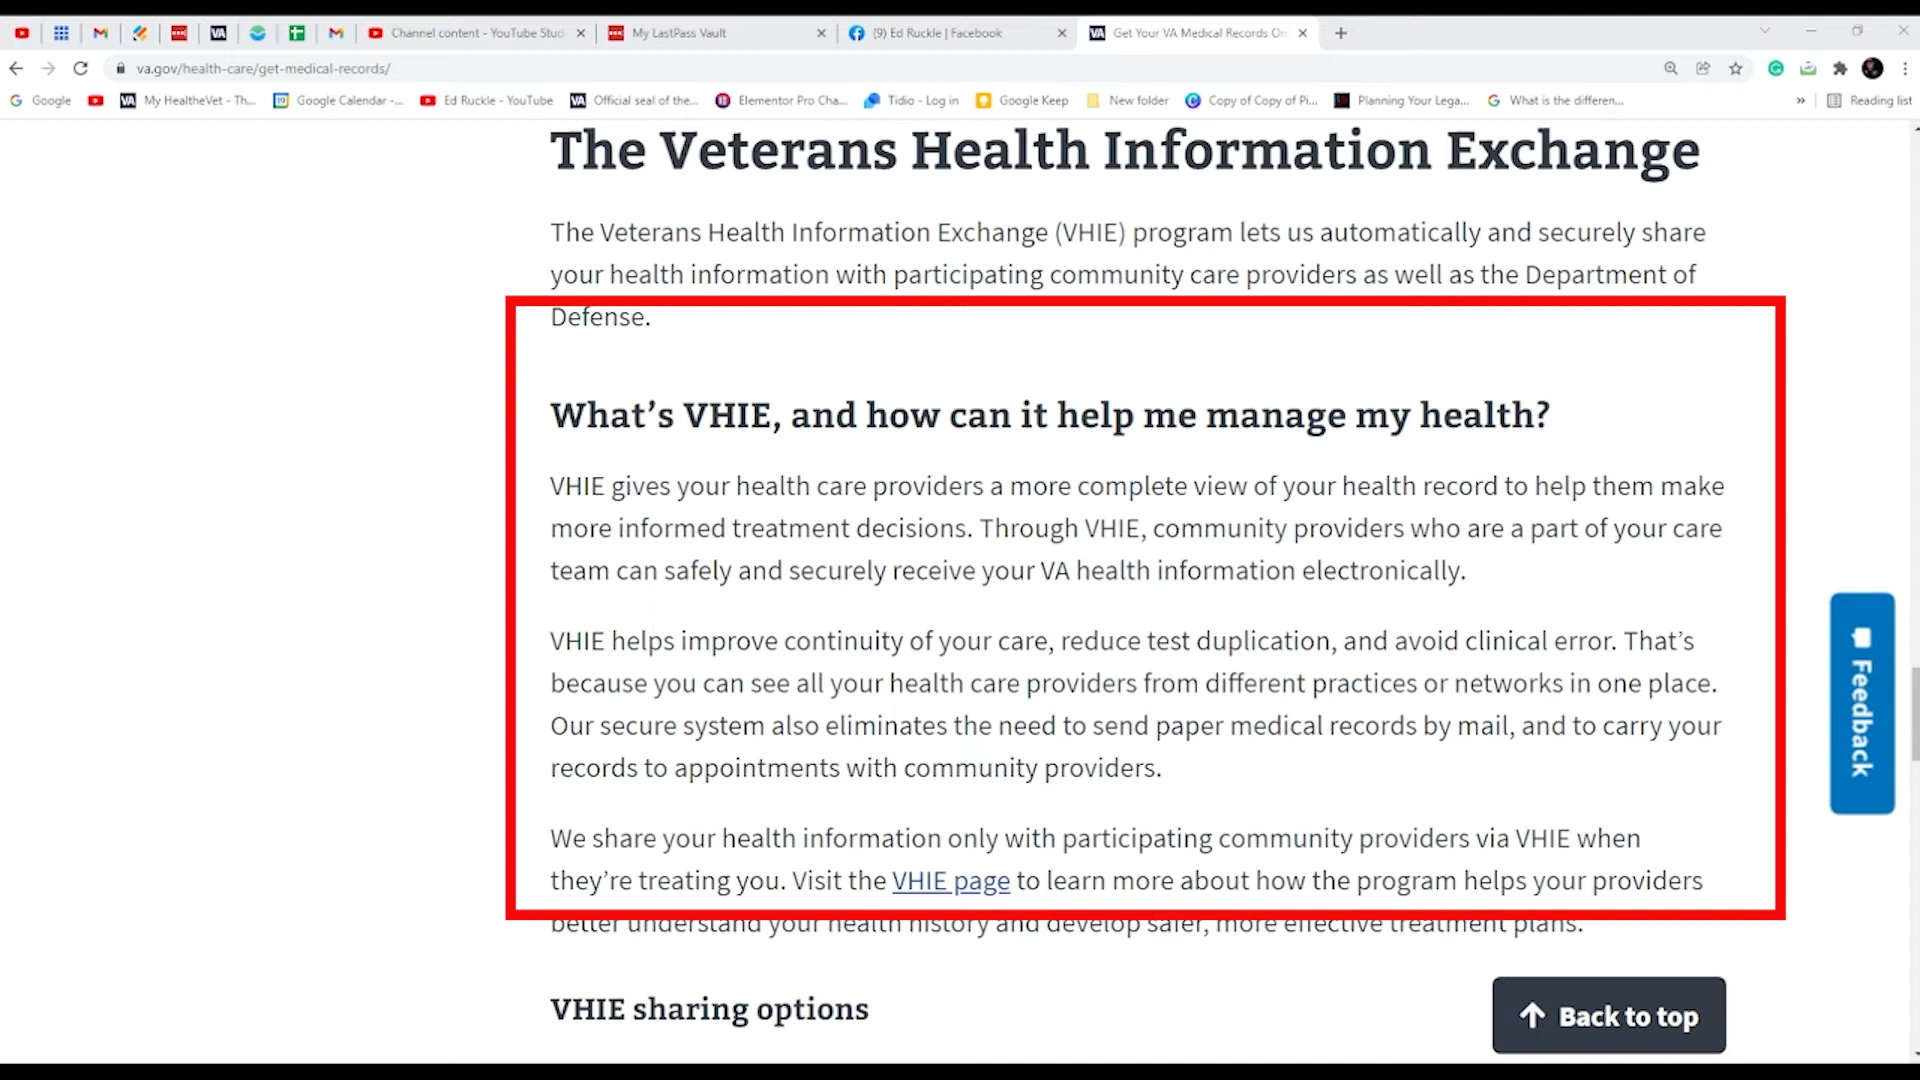 Channel content - YouTube Stud
My LastPass Vault
(9) Ed Ruckle | Facebook
Get Your VA Medical Records On
va.gov/health-care/get-medical-records/
Google
My HealtheVet - Th...
Google Calendar -...
Ed Ruckle - YouTube
Official seal of the...
Elementor Pro Cha...
Tidio - Log in
Google Keep
New folder
Copy of Copy of Pi...
Planning Your Lega...
What is the differen...
Reading list
The Veterans Health Information Exchange
The Veterans Health Information Exchange (VHIE) program lets us automatically and securely share
your health information with participating community care providers as well as the Department of
Defense.
What’s VHIE, and how can it help me manage my health?
VHIE gives your health care providers a more complete view of your health record to help them make
more informed treatment decisions. Through VHIE, community providers who are a part of your care
team can safely and securely receive your VA health information electronically.
VHIE helps improve continuity of your care, reduce test duplication, and avoid clinical error. That’s
because you can see all your health care providers from different practices or networks in one place.
Our secure system also eliminates the need to send paper medical records by mail, and to carry your
records to appointments with community providers.
We share your health information only with participating community providers via VHIE when
they’re treating you. Visit the VHIE page to learn more about how the program helps your providers
better understand your health history and develop safer, more effective treatment plans.
VHIE sharing options
Back to top
Feedback